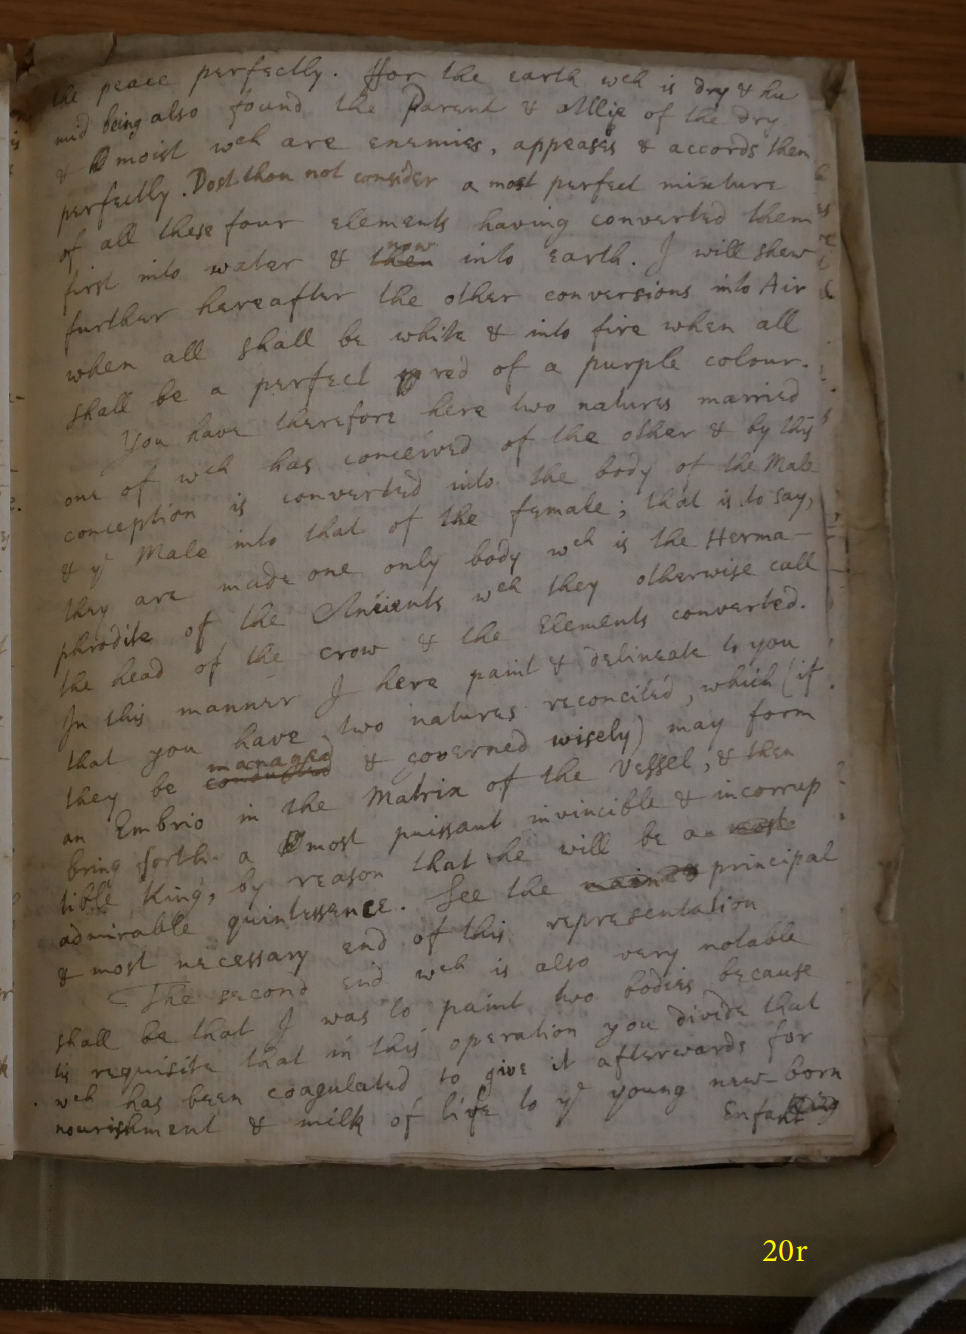 the peace perfectly. ffor the earth wch is dry & hu
mid being also found the Parent & Allie of the dry
& moist wch are enemies, appeases & accords them
perfectly. Dost thou not consider a most perfect mixture
of all these four elements having converted them
now
first into water & then into earth. I will shew
further hereafter the other conversions into Air
when all shall be white & into fire when all
shall be a perfect red of a purple colour.
You have therefore here two natures married
one of wch has conceived of the other & by this
conception is converted into the body of the Male
& ye Male into that of the female; that is to say,
they are made one only body wch is the Herma-
phrodite of the Ancients wch they otherwise call
the head of the crow & the Elements converted.
In this manner I here paint & delineate to you
that you have two natures reconciled, which (if
managed
they be conducted & governed wisely) may form
an Embrio in the Matrix of the Vessel, & then
bring forth a most puissant invincible & incorrup
tible King, by reason that he will be an most
admirable quintessence. See the principal
& most necessary end of this representation
The second end wch is also very notable
shall be that I was to paint two bodies because
tis requisite that in this operation you divide that
wch has been coagulated to give it afterwards for
nourishment & milk of life to ye young new-born
Enfant King